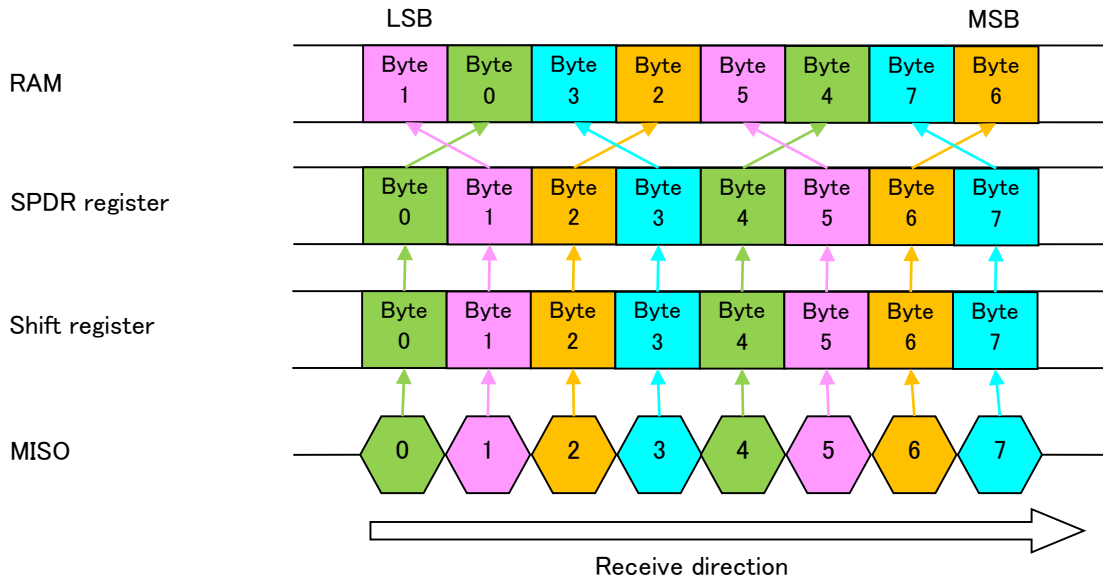 LSB MSB
RAM
Byte Byte Byte Byte Byte Byte Byte Byte
1 0 3 2 5 4 7 6
SPDR register
Byte Byte Byte Byte Byte Byte Byte Byte
0 1 2 3 4 5 6 7
Shift register
Byte Byte Byte Byte Byte Byte Byte Byte
0 1 2 3 4 5 6 7
MISO
0 1 2 3 4 5 6 7
Receive direction